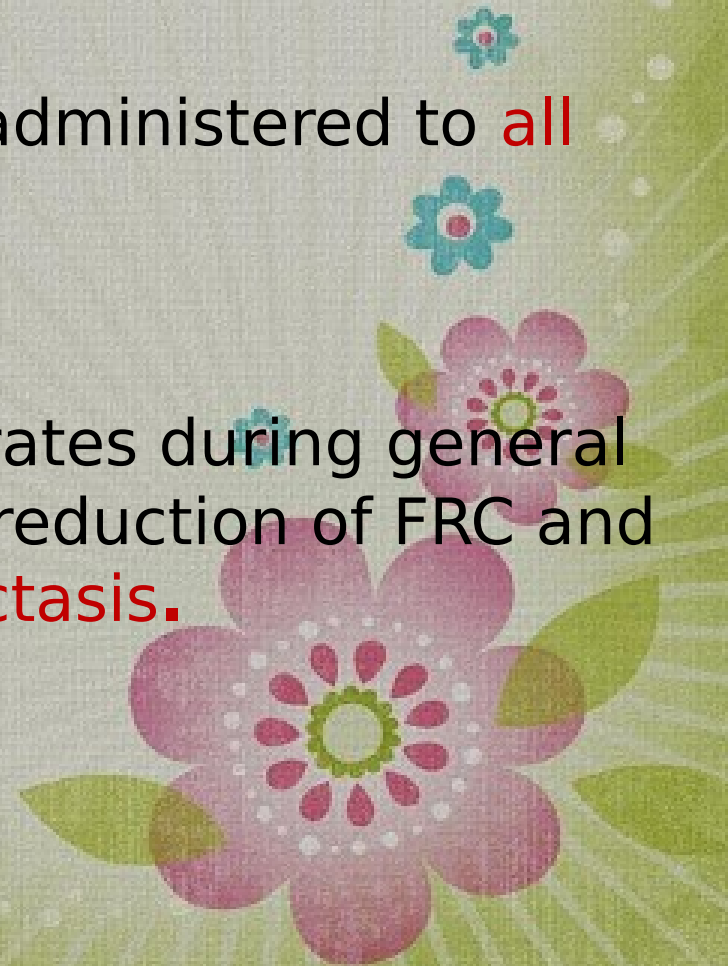 administered to all
rates during general
reduction of FRC and
ctasis.